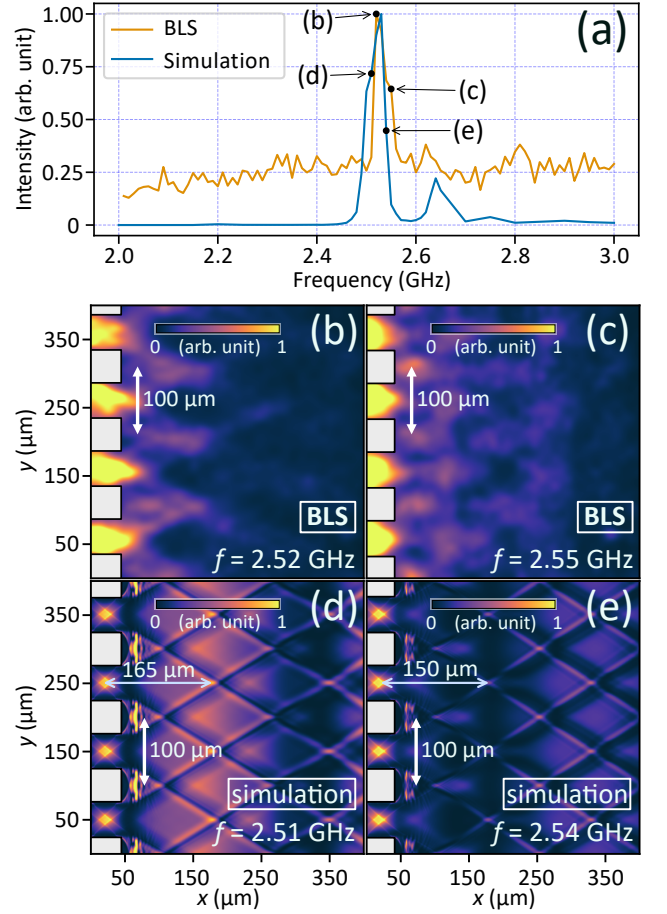 (a)
BLS
Simulation
(b)
(d)
(c)
(e)
Intensity (arb. unit)
1.00
0.75
0.50
0.25
0
2.0 2.2 2.4 2.6 2.8 3.0
Frequency (GHz)
(b)
0 (arb. unit) 1
100 μm
BLS
f = 2.52 GHz
y (μm)
350
250
150
50
(c)
0 (arb. unit) 1
100 μm
BLS
f = 2.55 GHz
(d)
0 (arb. unit) 1
165 μm
100 μm
simulation
f = 2.51 GHz
y (μm)
350
250
150
50
50 150 250 350
x (μm)
(e)
0 (arb. unit) 1
150 μm
100 μm
simulation
f = 2.54 GHz
50 150 250 350
x (μm)